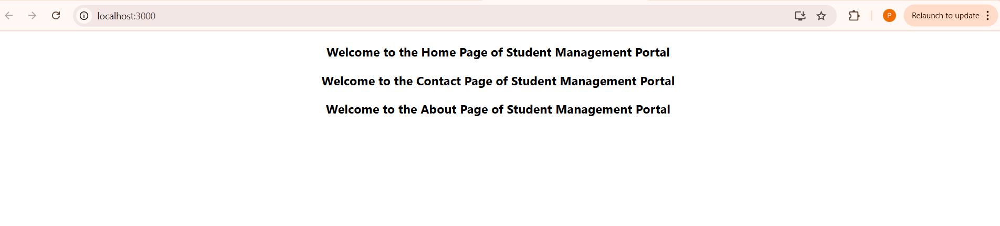 localhost:3000
P
Relaunch to update
Welcome to the Home Page of Student Management Portal
Welcome to the Contact Page of Student Management Portal
Welcome to the About Page of Student Management Portal